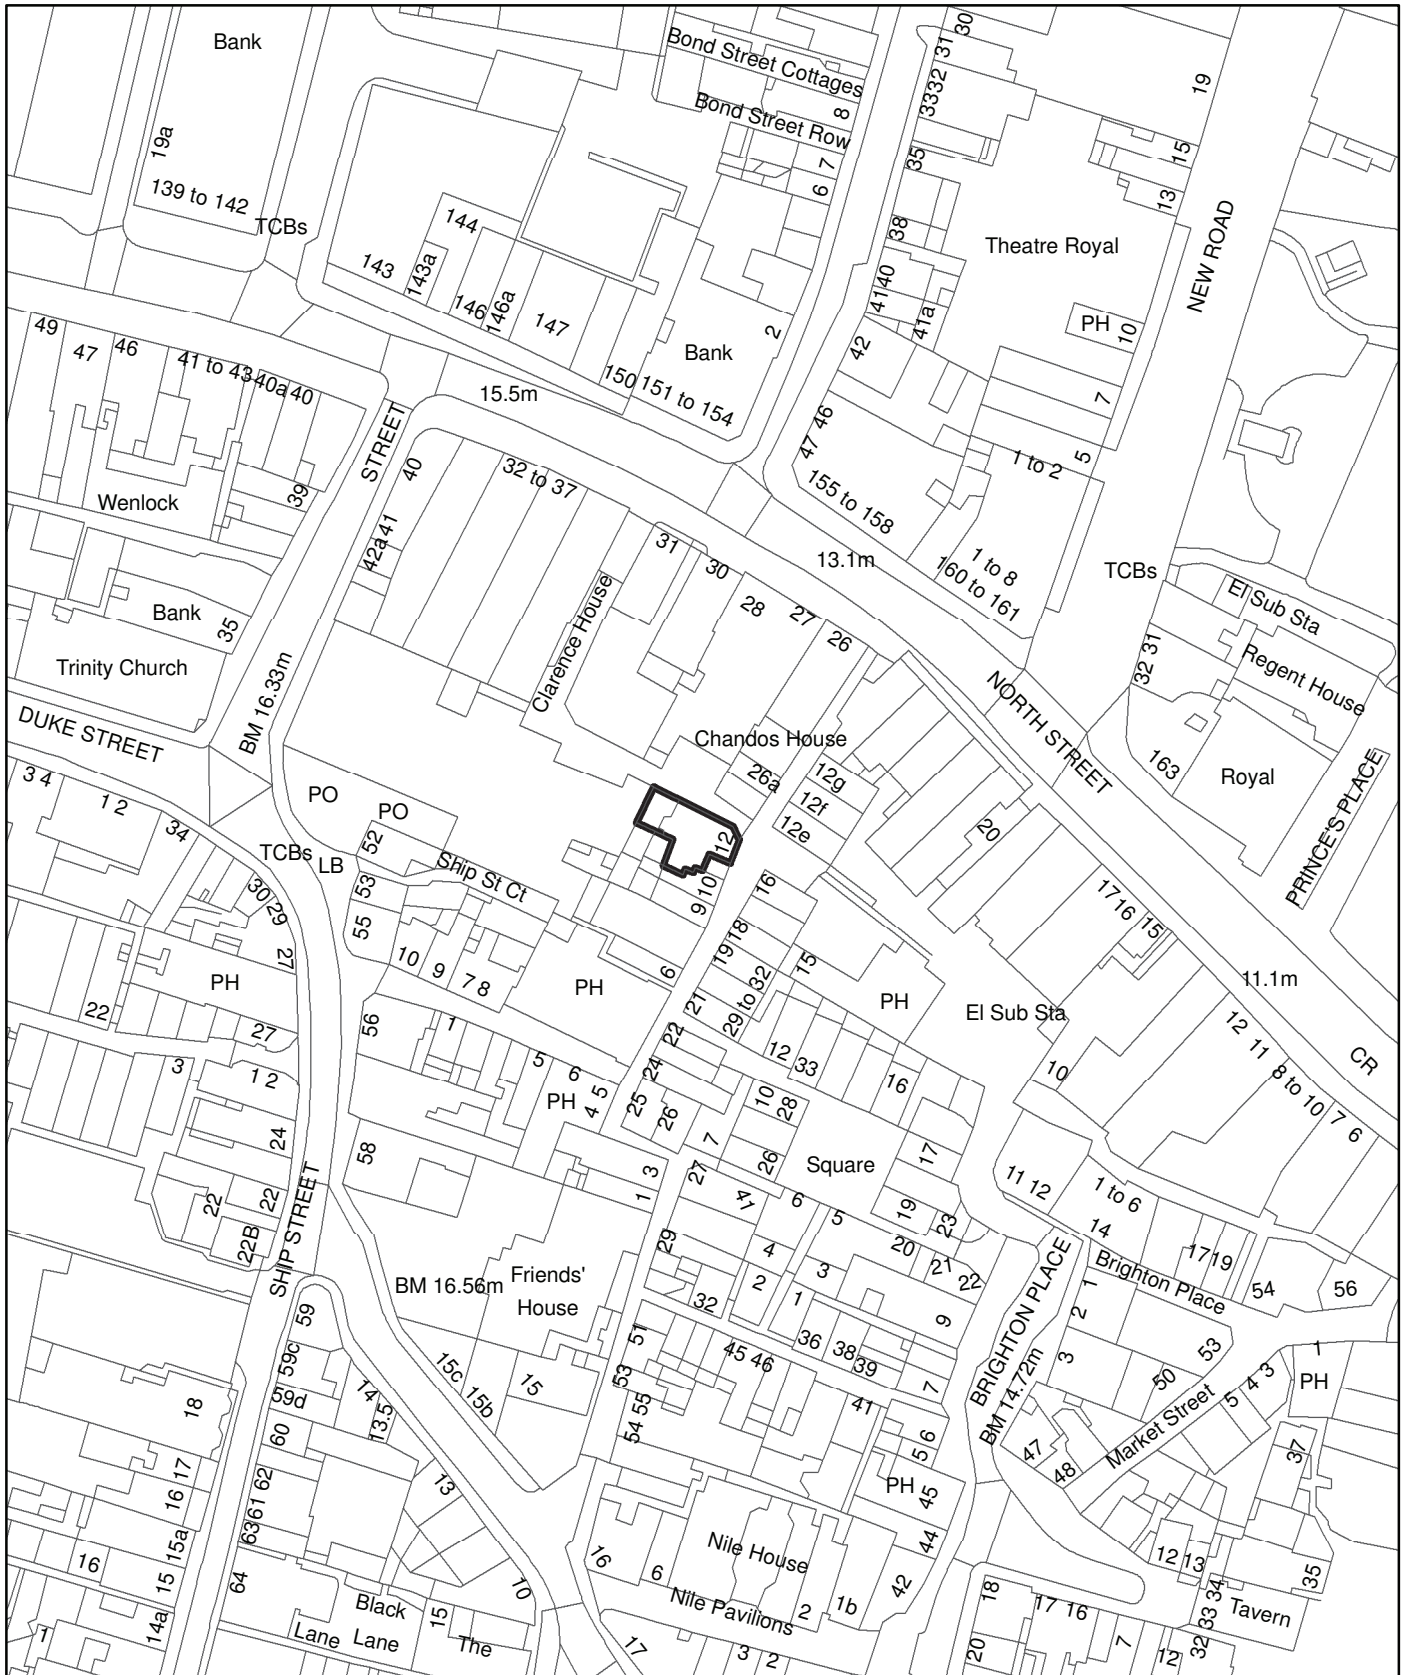 Bank
19a
139 to 142
TCBs
Bond Street Cottages
8
Bond Street Row
7
6
30
31
3332
35
38
4140
41a
42
19
15
13
Theatre Royal
NEW ROAD
PH
10
7
5
1 to 2
144
143
143a
146
146a
147
150
151 to 154
Bank
2
15.5m
49
47
46
41 to 43
40a
40
39
STREET
Wenlock
Bank
35
Trinity Church
DUKE STREET
BM 16.33m
40
41
42a
32 to 37
31
30
28
27
26
Clarence House
46
47
155 to 158
13.1m
1 to 8
160 to 161
TCBs
El Sub Sta
31
32
Regent House
NORTH STREET
163
Royal
PRINCE'S PLACE
Chandos House
26a
12g
12f
12e
12
10
9
6
20
17 16
15
11.1m
3 4
1 2
34
PO
PO
52
TCBs
LB
53
55
Ship St Ct
30
29
27
10
9
7 8
PH
PH
22
27
3
1 2
56
1
5
6
PH
4 5
16
18
19
21
29 to 32
15
PH
El Sub Sta
22
24
25
26
12
33
16
10
28
7
26
Square
17
19
23
10
12
11
8 to 10
7 6
CR
11 12
1 to 6
14
17
19
Brighton Place
54
56
24
22
22
22B
58
SHIP STREET
3
1
27
47
6
5
29
4
2
3
32
1
20
21
22
9
36
38
39
7
BRIGHTON PLACE
BM 14.72m
1
2
3
53
50
Market Street
5
4 3
1
PH
BM 16.56m
Friends'
House
59
59c
59d
60
14
13.5
15c
15b
15
51
53
54 55
45 46
41
5 6
PH
45
44
42
47
48
37
18
17
16
15a
15
14a
16
1
62
61
63
64
13
10
Black
Lane
Lane
15
The
16
6
Nile House
Nile Pavilions
2
1b
17
3
2
18
20
17 16
7
12
12 13
34
33
32
35
Tavern